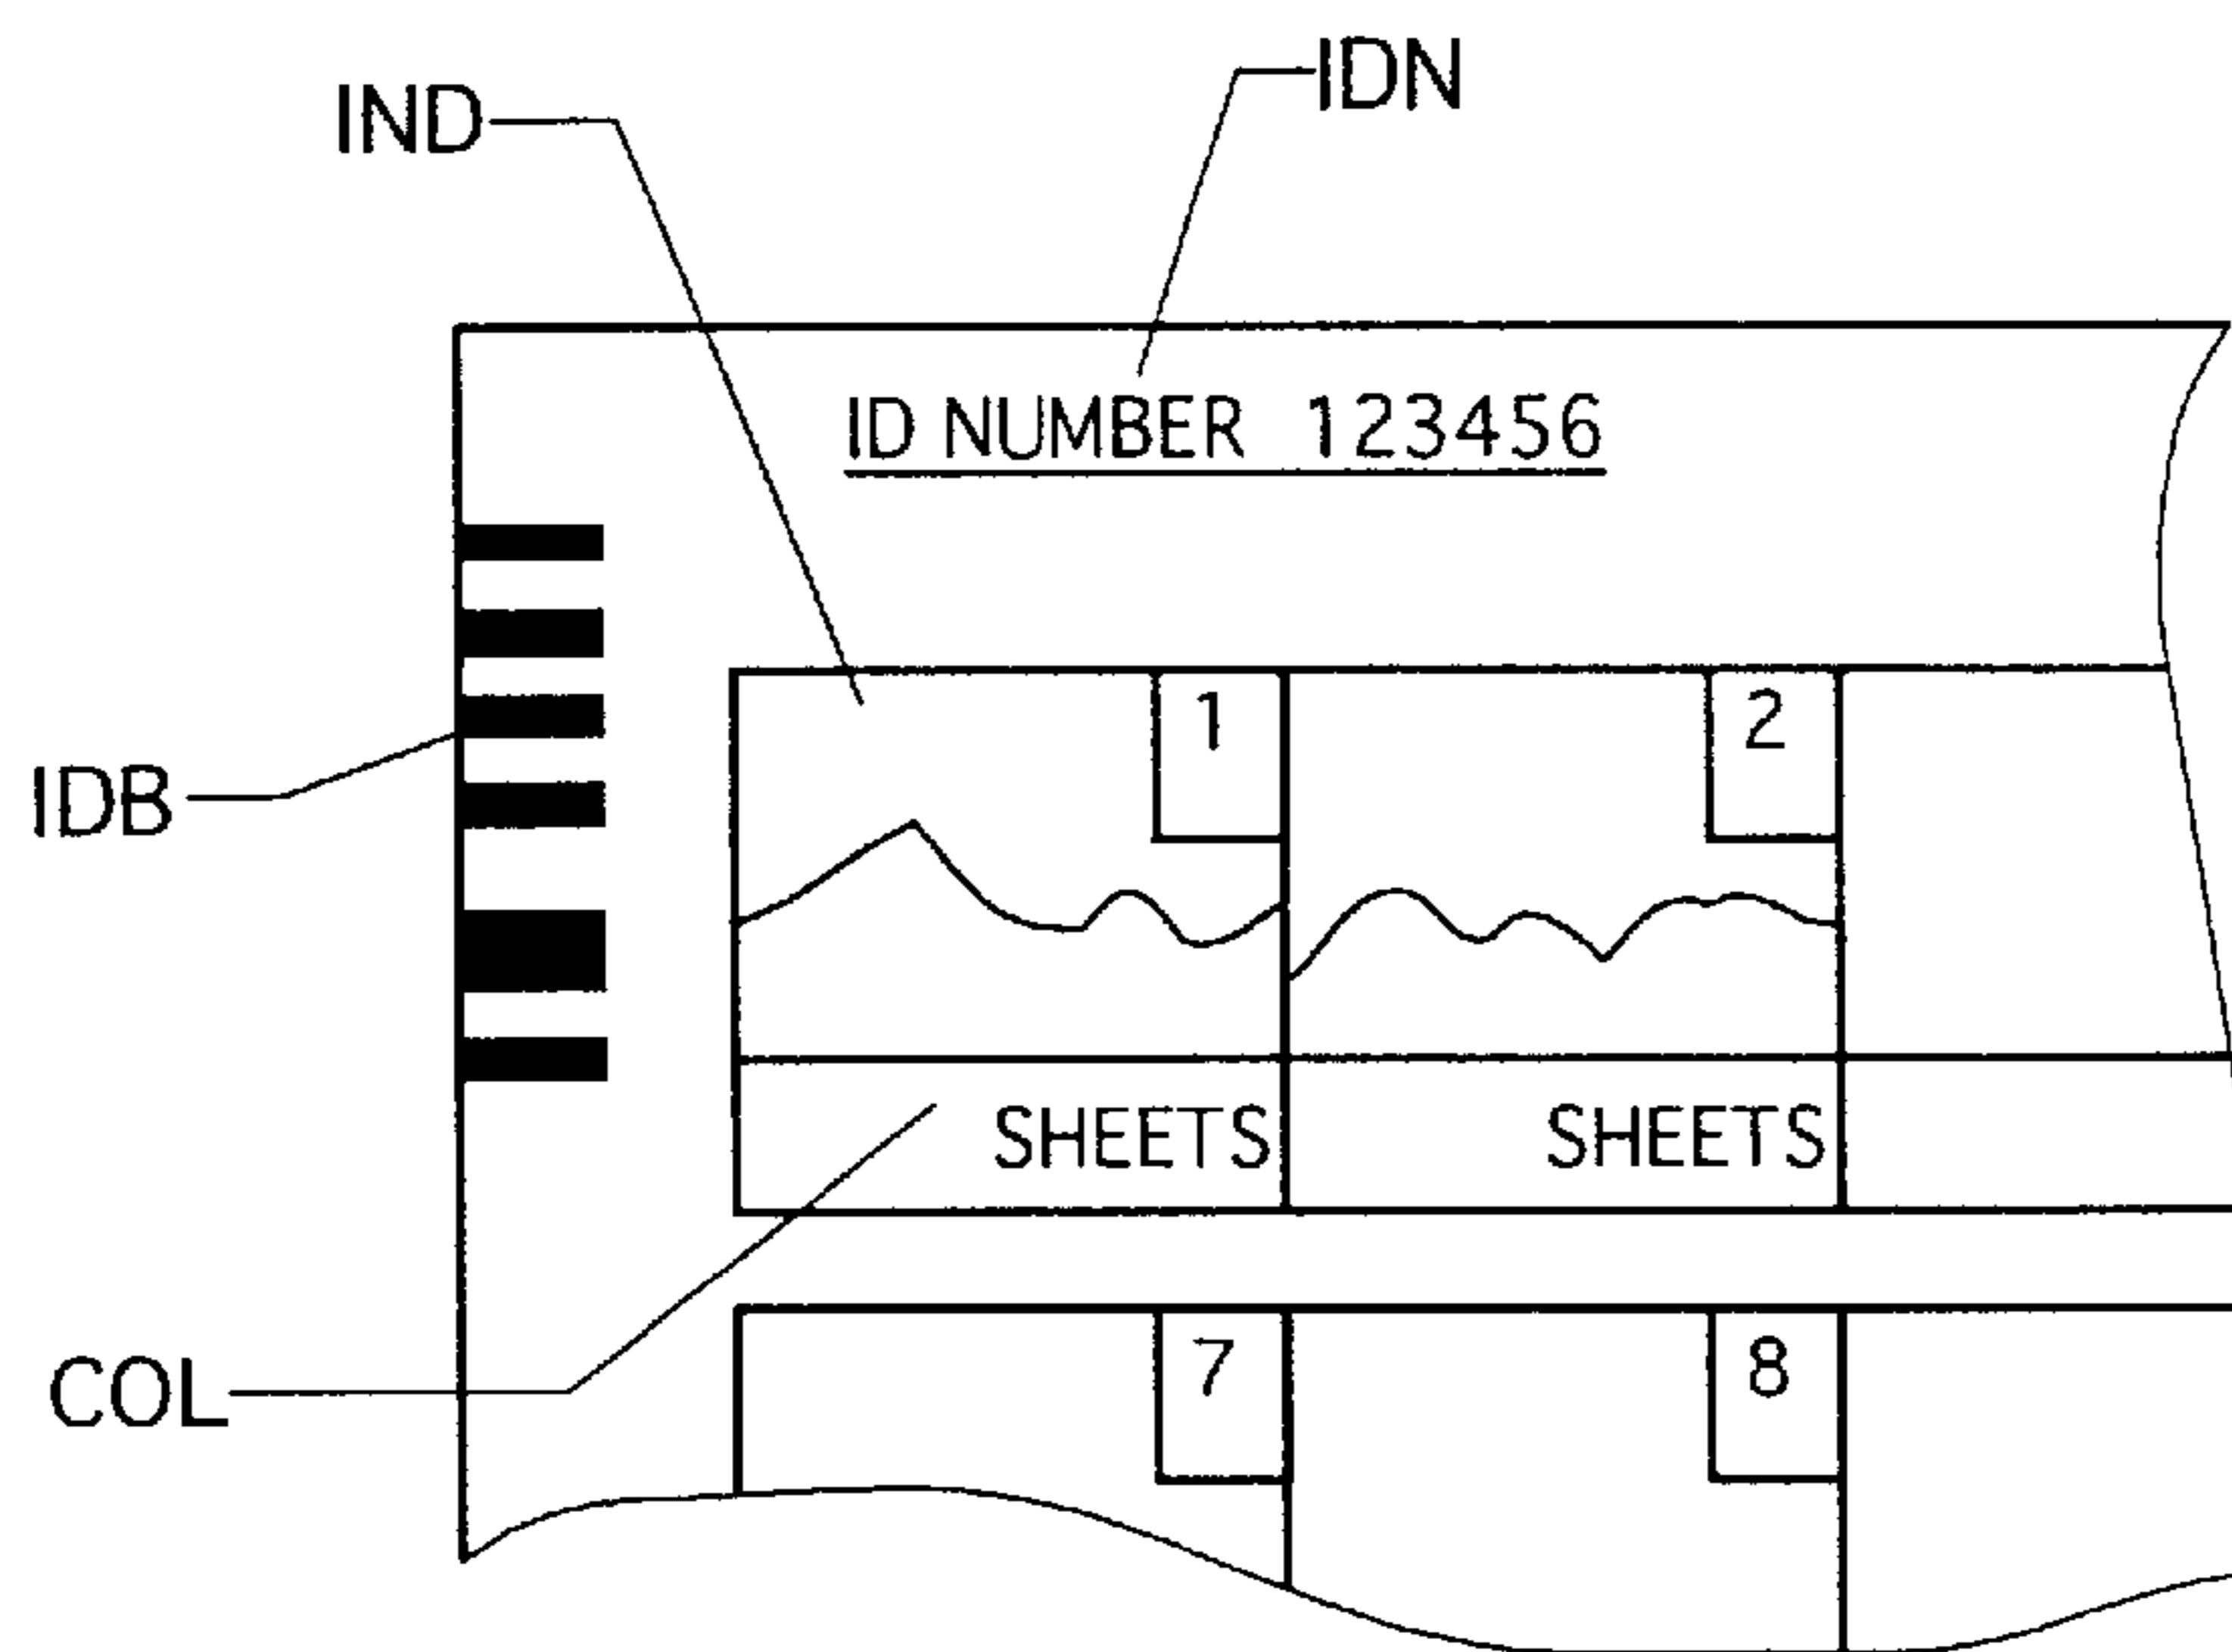 IDN
IND
ID NUMBER 123456
1 2
IDB
SHEETS SHEETS
COL
7 8